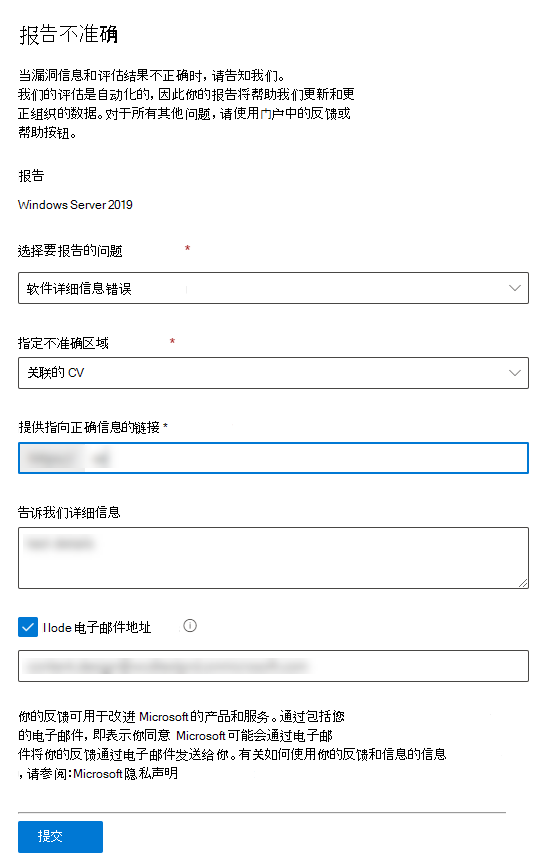 报告不准确
当漏洞信息和评估结果不正确时，请告知我们。
我们的评估是自动化的，因此你的报告将帮助我们更新和更
正组织的数据。对于所有其他问题，请使用门户中的反馈或
帮助按钮。
报告
Windows Server 2019
选择要报告的问题 *
软件详细信息错误
指定不准确区域 *
关联的 CV
提供指向正确信息的链接 *
告诉我们详细信息
Hode 电子邮件地址
你的反馈可用于改进 Microsoft 的产品和服务。通过包括您
的电子邮件，即表示你同意 Microsoft 可能会通过电子邮
件将你的反馈通过电子邮件发送给你。有关如何使用你的反馈和信息的信息
，请参阅：Microsoft 隐私声明
提交